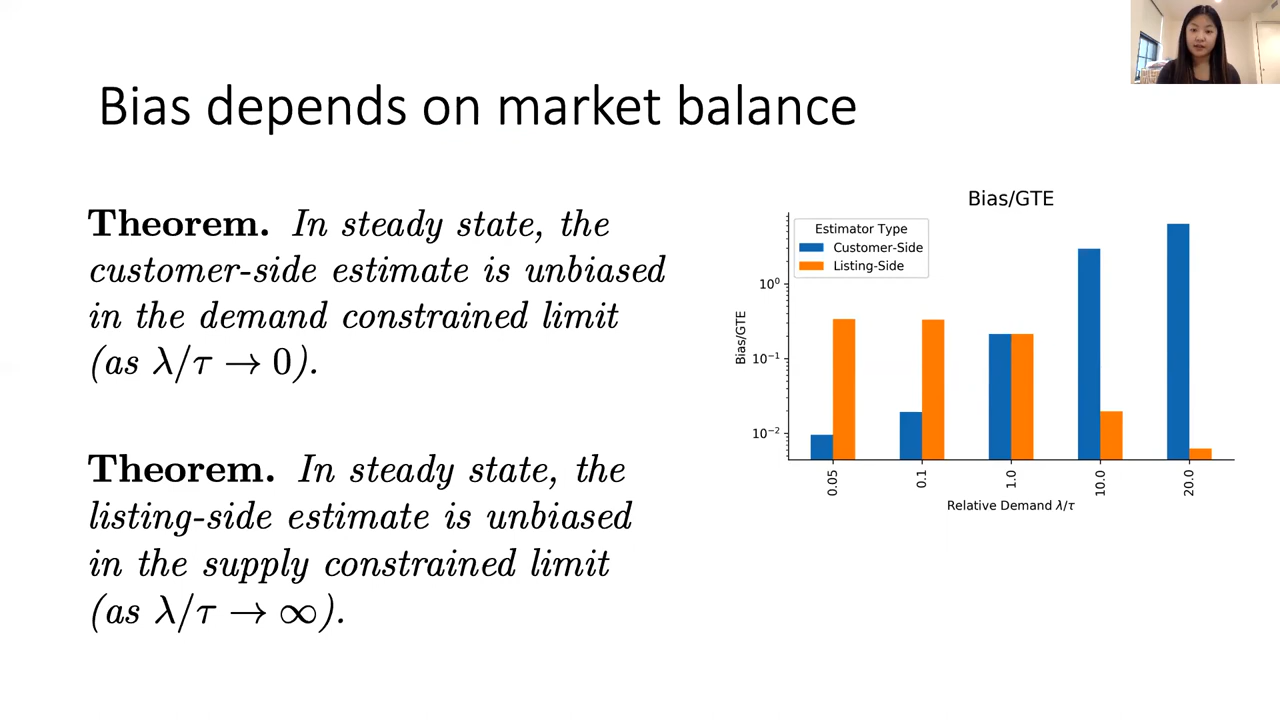 Bias depends on market balance
Theorem. In steady state, the
customer-side estimate is unbiased
in the demand constrained limit
(as λ/τ → 0).
Theorem. In steady state, the
listing-side estimate is unbiased
in the supply constrained limit
(as λ/τ → ∞).
Bias/GTE
Estimator Type
Customer-Side
Listing-Side
Bias/GTE
10⁰
10⁻¹
10⁻²
0.05
0.1
1.0
10.0
20.0
Relative Demand λ/τ